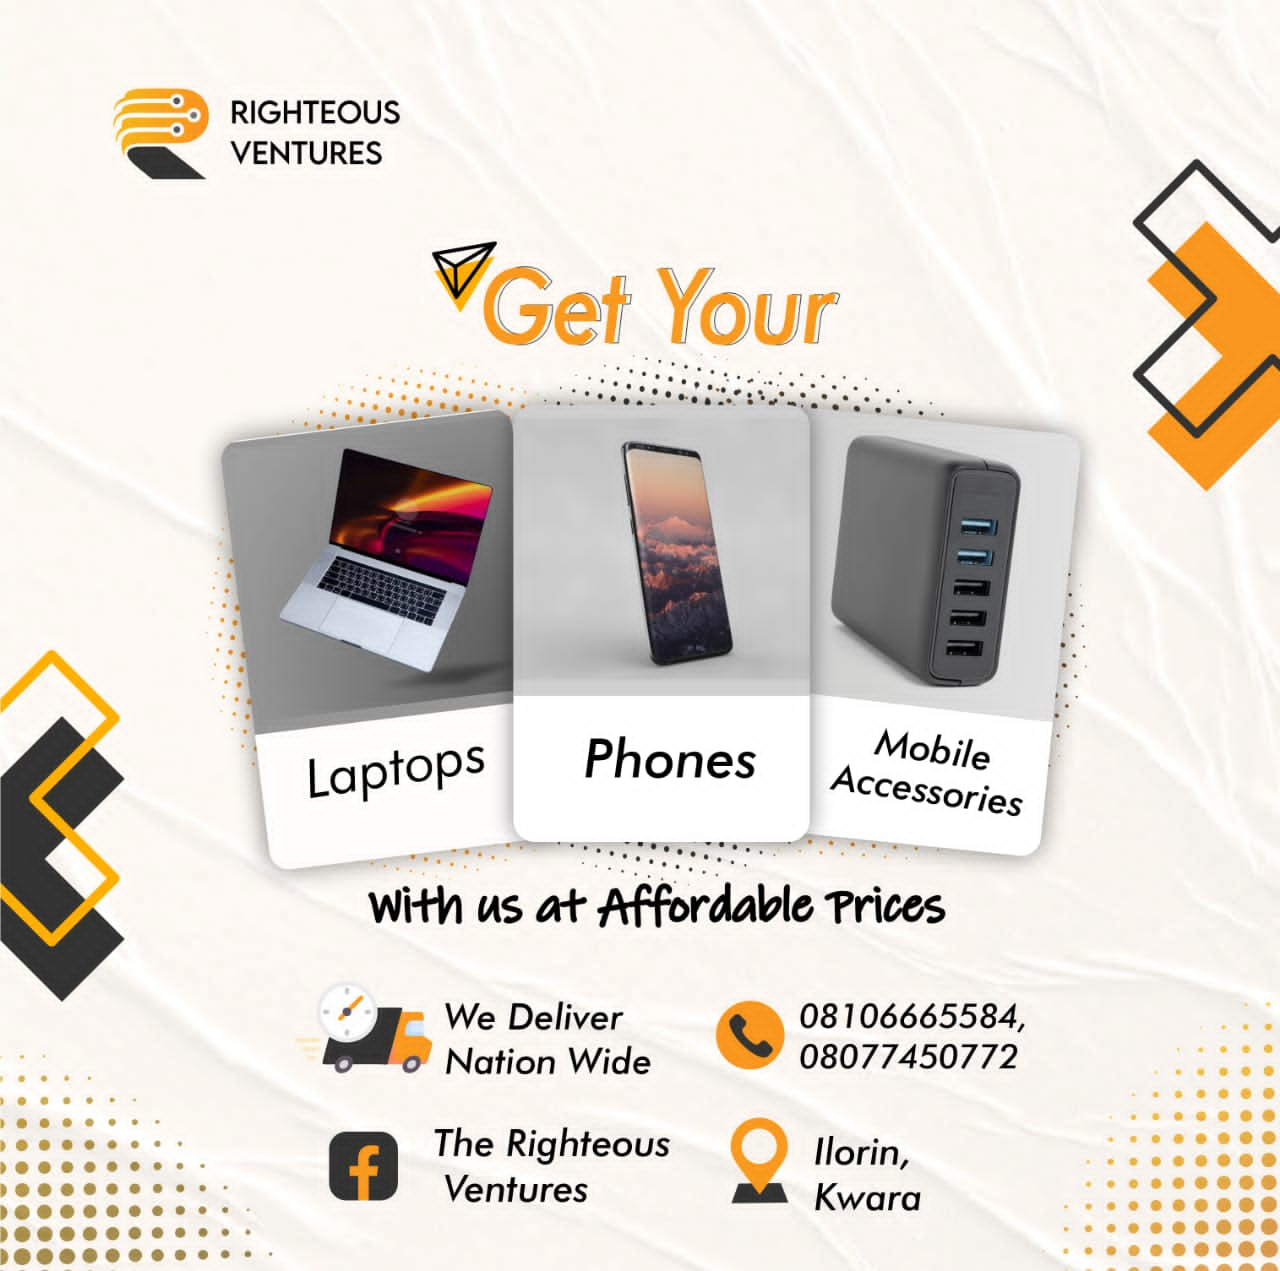 RIGHTEOUS
VENTURES
Get Your
Laptops
Phones
Mobile
Accessories
With us at Affordable Prices
We Deliver
Nation Wide
08106665584,
08077450772
The Righteous
Ventures
Ilorin,
Kwara